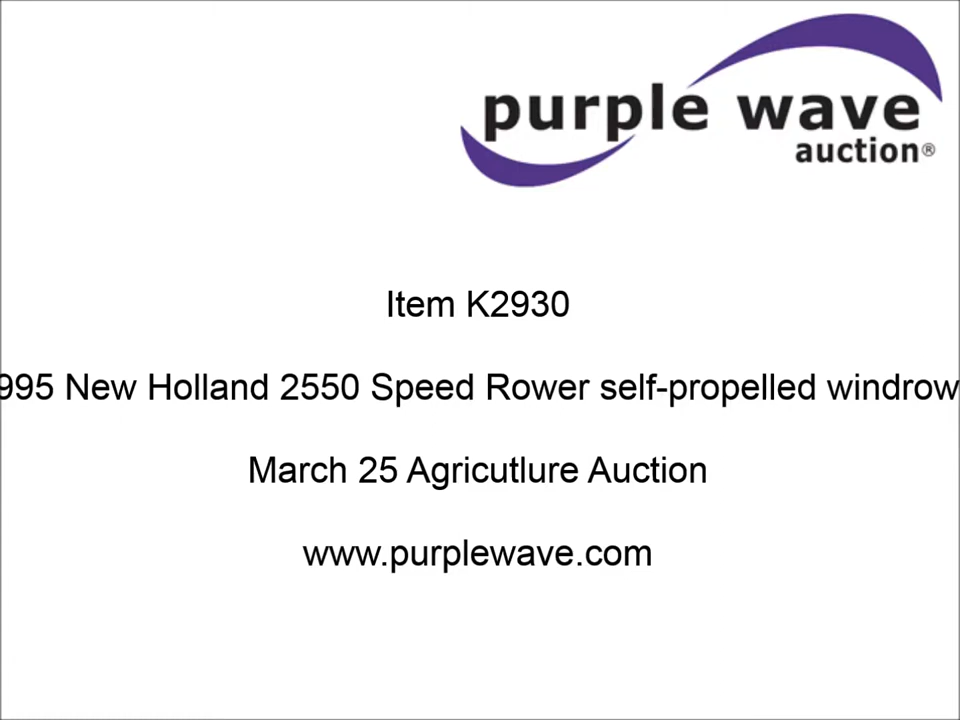 purple wave
auction®
Item K2930
995 New Holland 2550 Speed Rower self-propelled windrow
March 25 Agricutlure Auction
www.purplewave.com